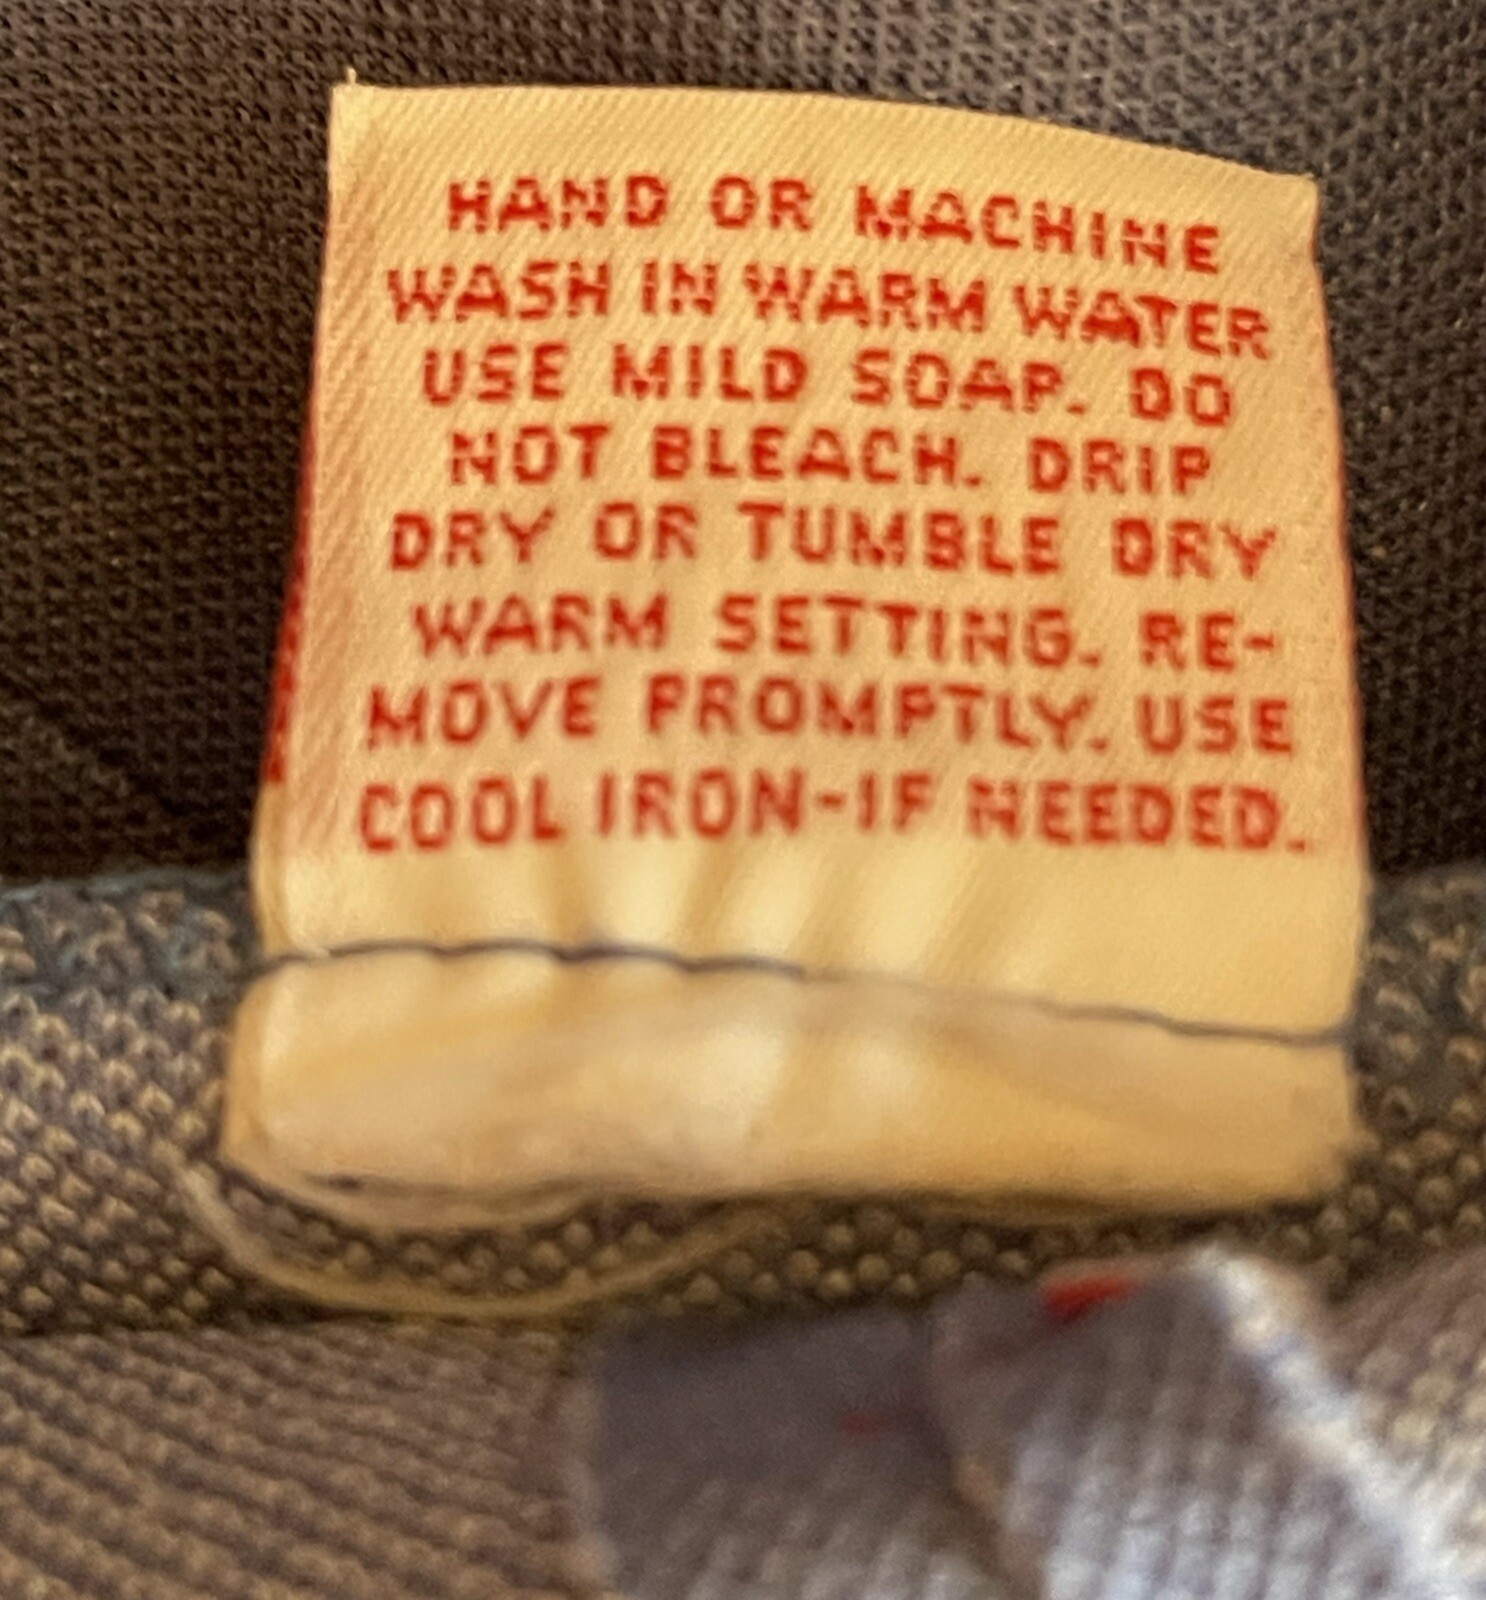 HAND OR MACHINE
WASH IN WARM WATER
USE MILD SOAP. DO
NOT BLEACH. DRIP
DRY OR TUMBLE DRY
WARM SETTING. RE-
MOVE PROMPTLY. USE
COOL IRON-IF NEEDED.